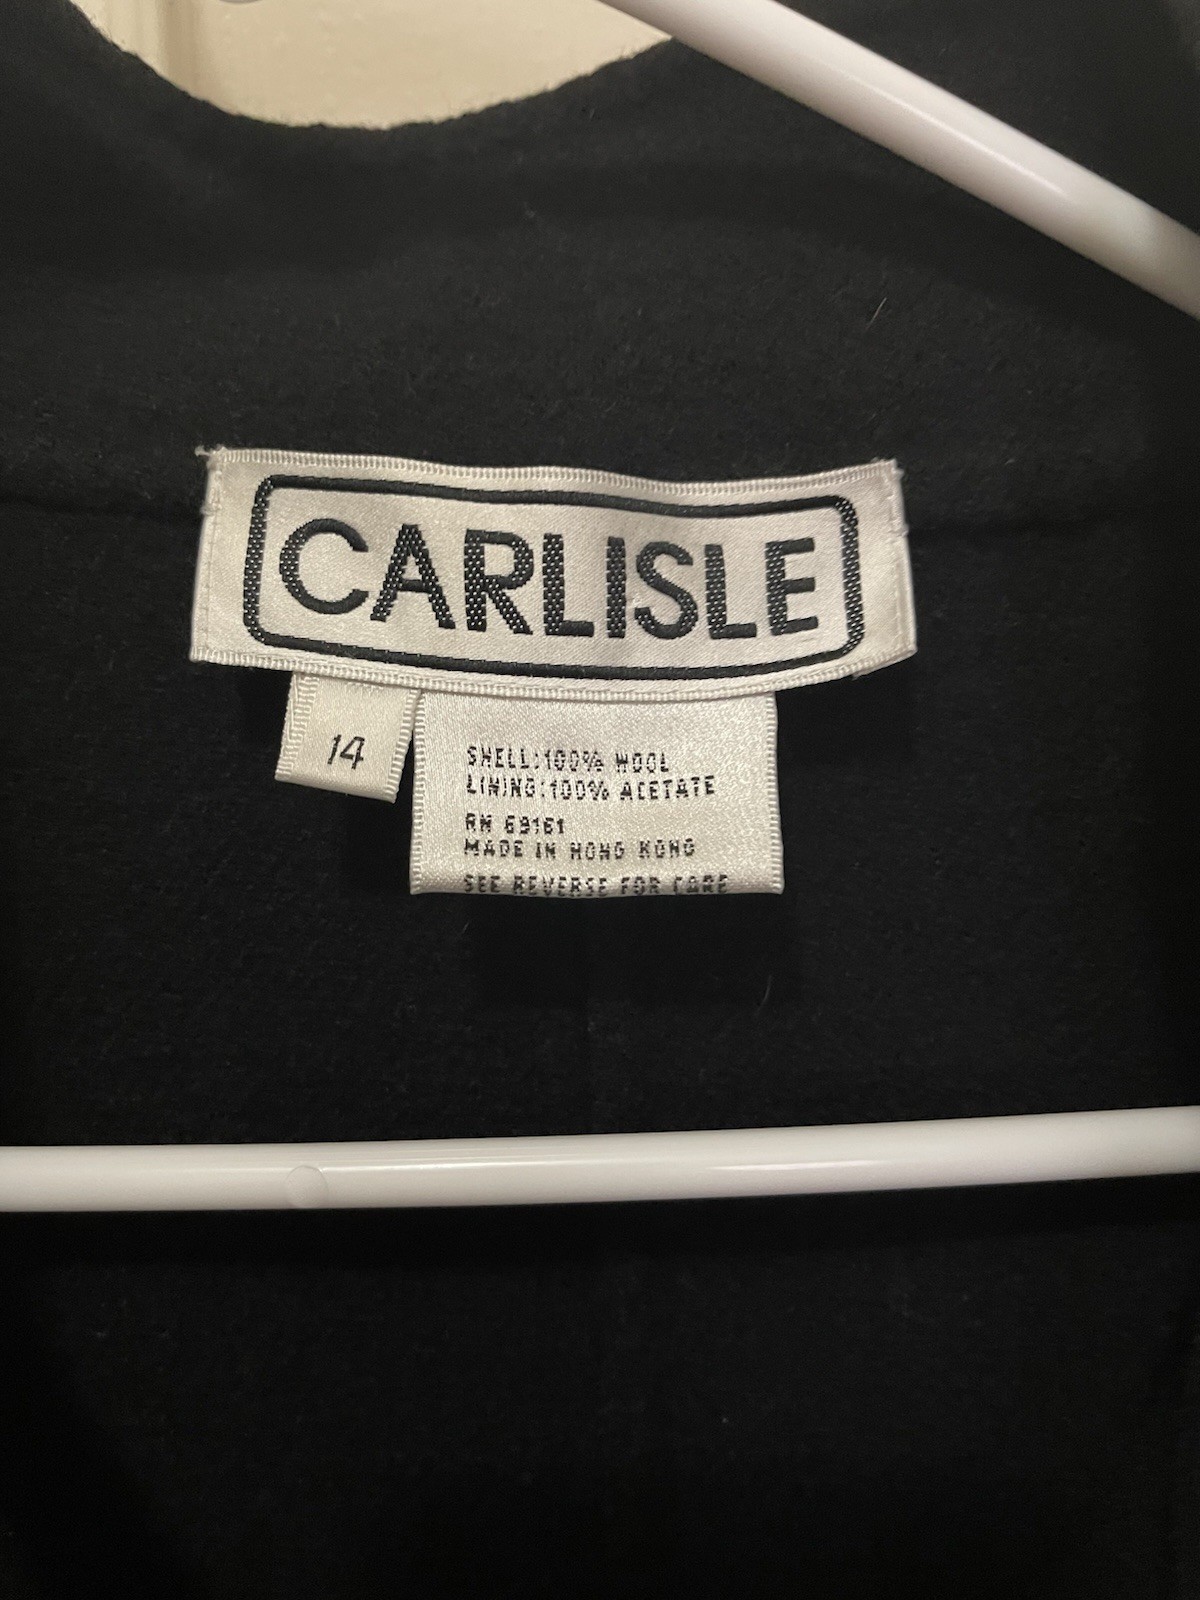 CARLISLE
14
SHELL:100% WOOL
LINING:100% ACETATE
RN 69161
MADE IN HONG KONG
SEE REVERSE FOR CARE